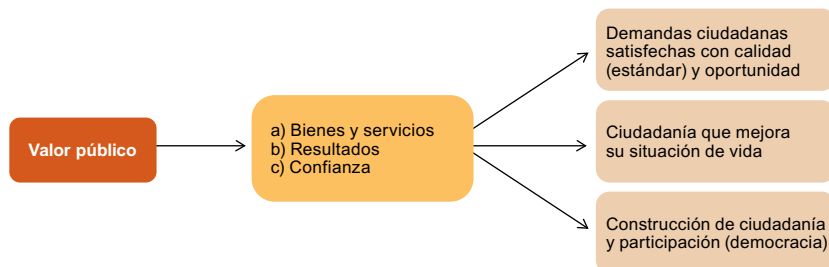 Valor público
a) Bienes y servicios
b) Resultados
c) Confianza
Demandas ciudadanas
satisfechas con calidad
(estándar) y oportunidad
Ciudadanía que mejora
su situación de vida
Construcción de ciudadanía
y participación (democracia)